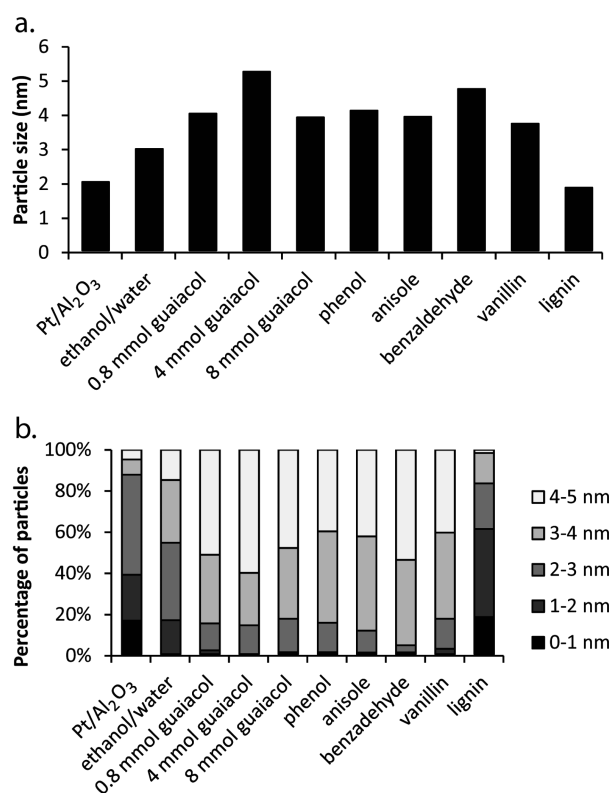 a.
Particle size (nm)
6
5
4
3
2
1
0
Pt/Al₂O₃
ethanol/water
0.8 mmol guaiacol
4 mmol guaiacol
8 mmol guaiacol
phenol
anisole
benzaldehyde
vanillin
lignin
b.
Percentage of particles
100%
80%
60%
40%
20%
0%
4-5 nm
3-4 nm
2-3 nm
1-2 nm
0-1 nm
Pt/Al₂O₃
ethanol/water
0.8 mmol guaiacol
4 mmol guaiacol
8 mmol guaiacol
phenol
anisole
benzadehyde
vanillin
lignin